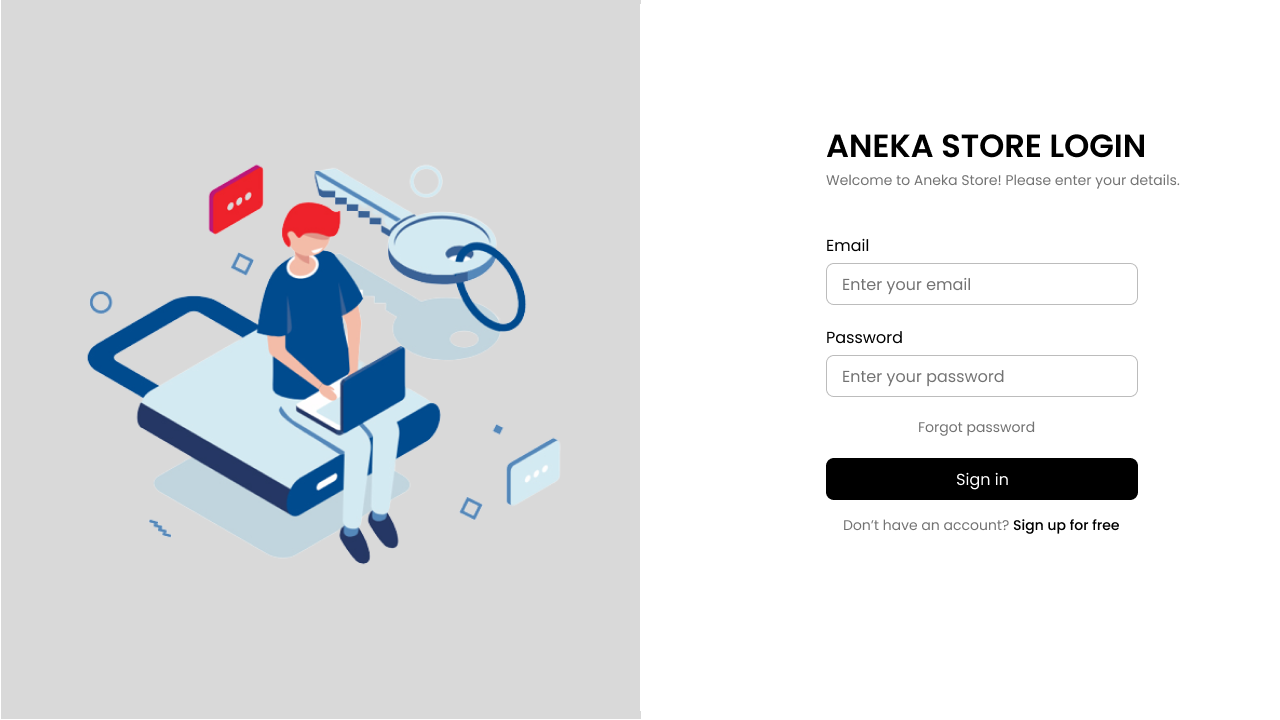 ANEKA STORE LOGIN
Welcome to Aneka Store! Please enter your details.
Email
Enter your email
Password
Enter your password
Forgot password
Sign in
Don’t have an account? Sign up for free